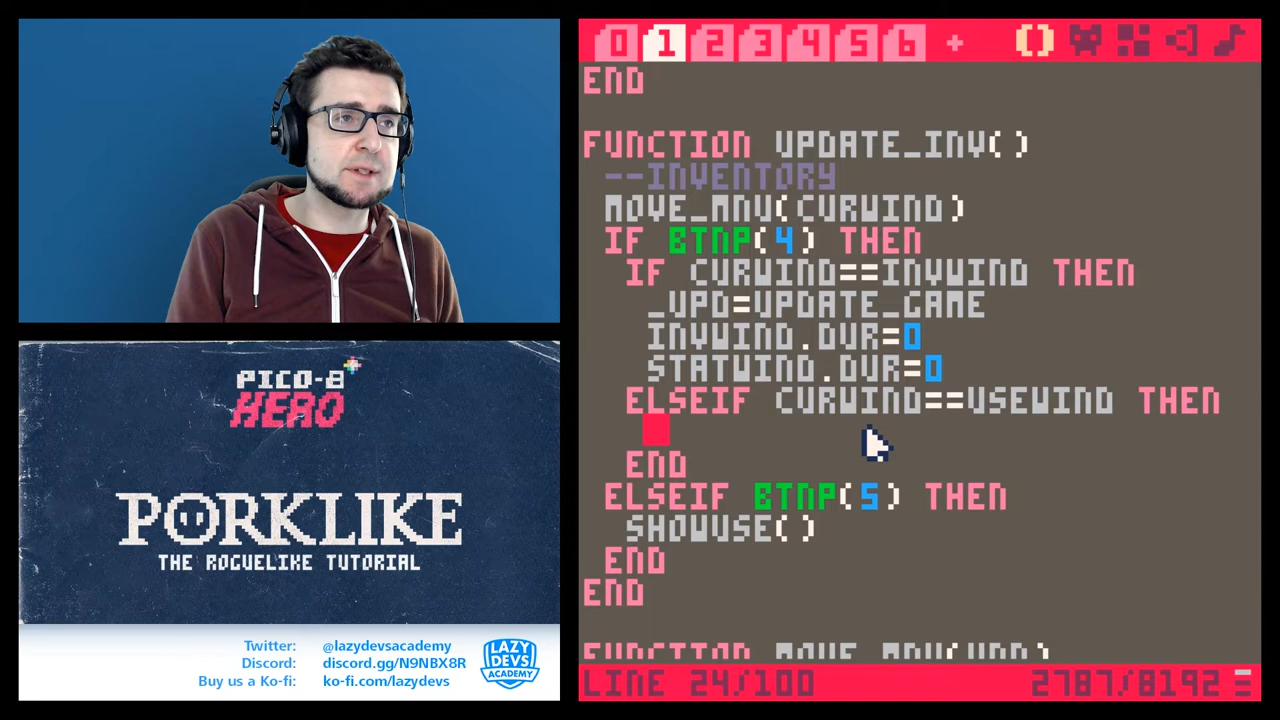 PICO-8
HERO
PORKLIKE
THE ROGUELIKE TUTORIAL
Twitter: @lazydevsacademy
Discord: discord.gg/N9NBX8R
Buy us a Ko-fi: ko-fi.com/lazydevs
LAZY
DEVS
ACADEMY
0 1 2 3 4 5 6 +
END
FUNCTION UPDATE_INV()
--INVENTORY
MOVE_MNU(CURWIND)
IF BTNP(4) THEN
IF CURWIND==INVWIND THEN
_UPD=UPDATE_GAME
INVWIND.DUR=0
STATWIND.DUR=0
ELSEIF CURWIND==USEWIND THEN
END
ELSEIF BTNP(5) THEN
SHOWUSE()
END
END
FUNCTION MOVE_MNU(WND)
LINE 24/100 2787/8192